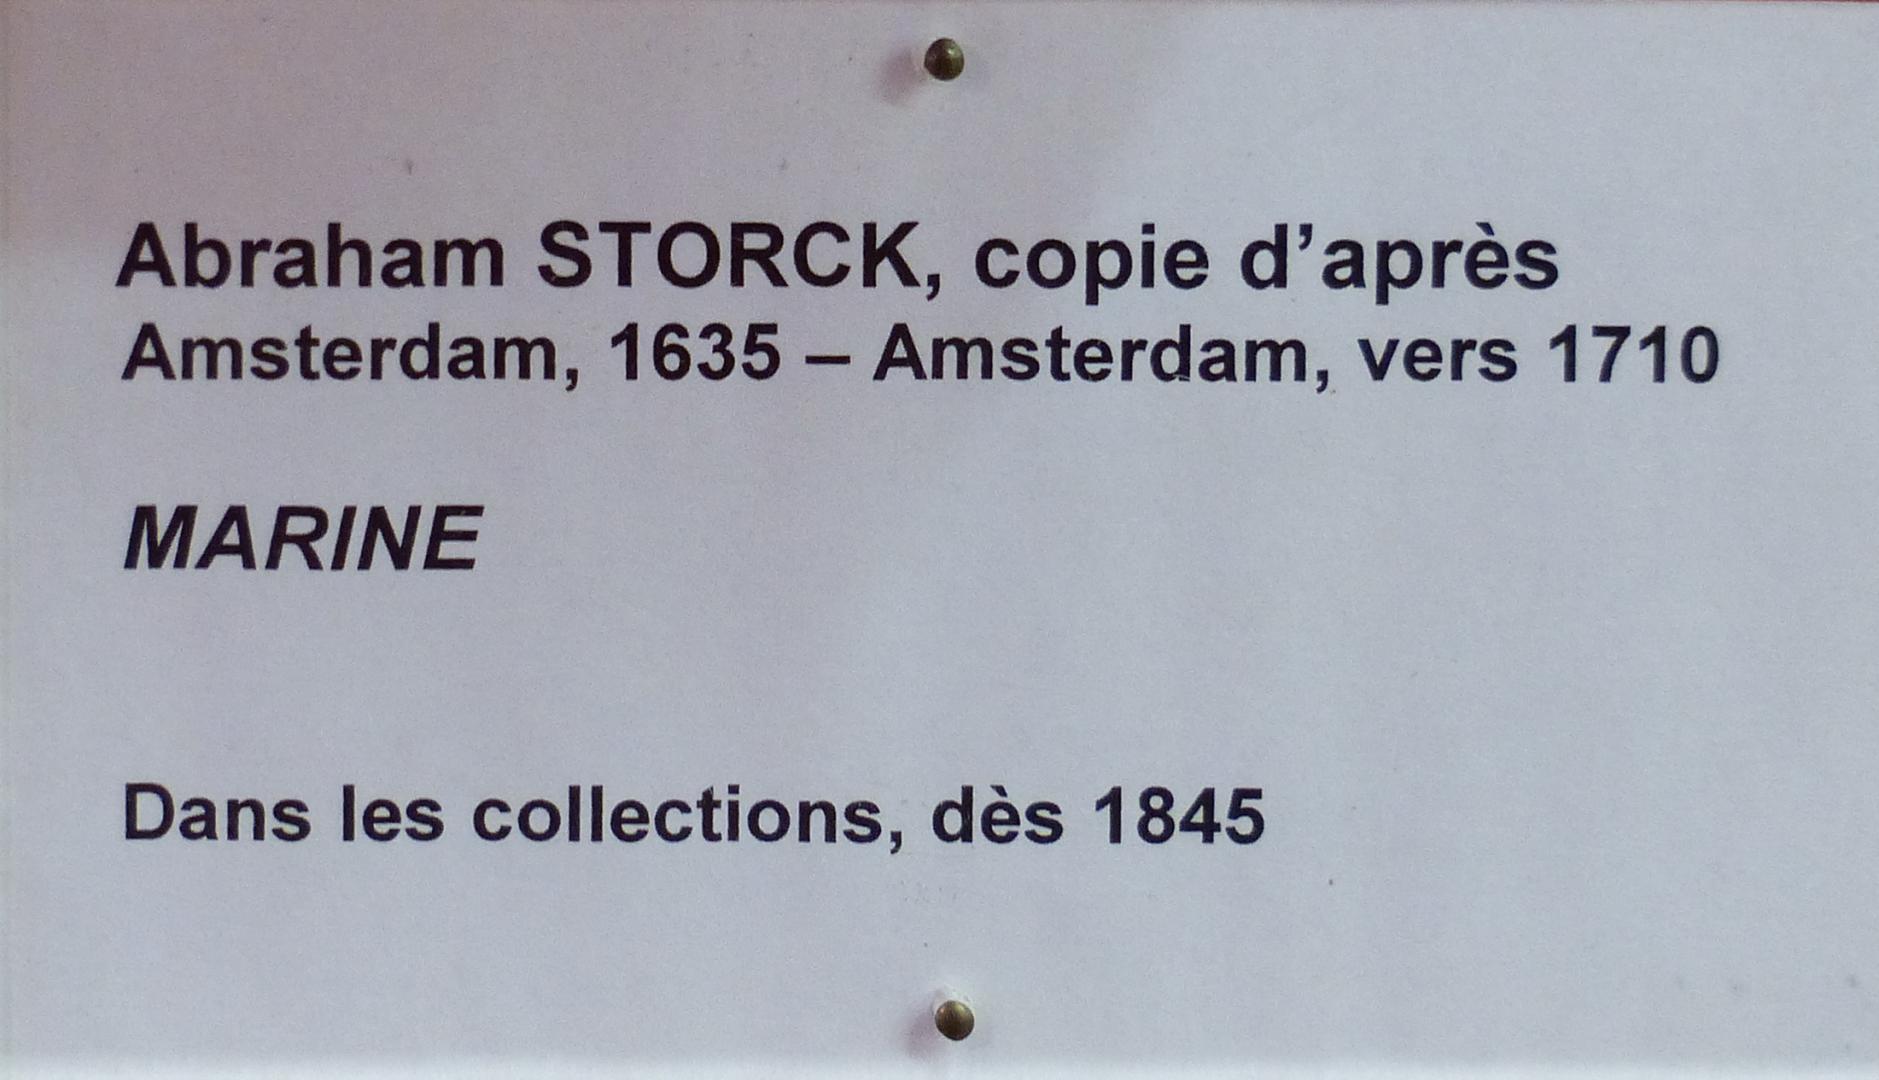 Abraham STORCK, copie d’après
Amsterdam, 1635 – Amsterdam, vers 1710
MARINE
Dans les collections, dès 1845